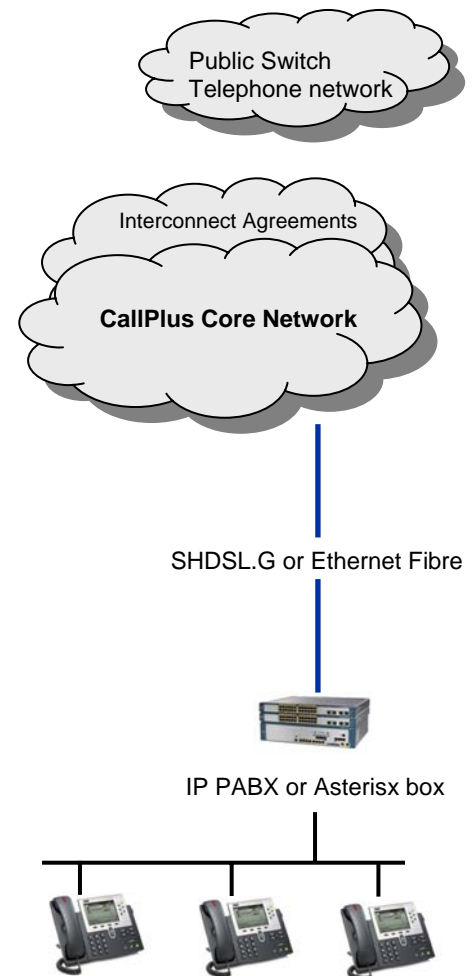 Public Switch
Telephone network
Interconnect Agreements
CallPlus Core Network
SHDSL.G or Ethernet Fibre
IP PABX or Asterisx box